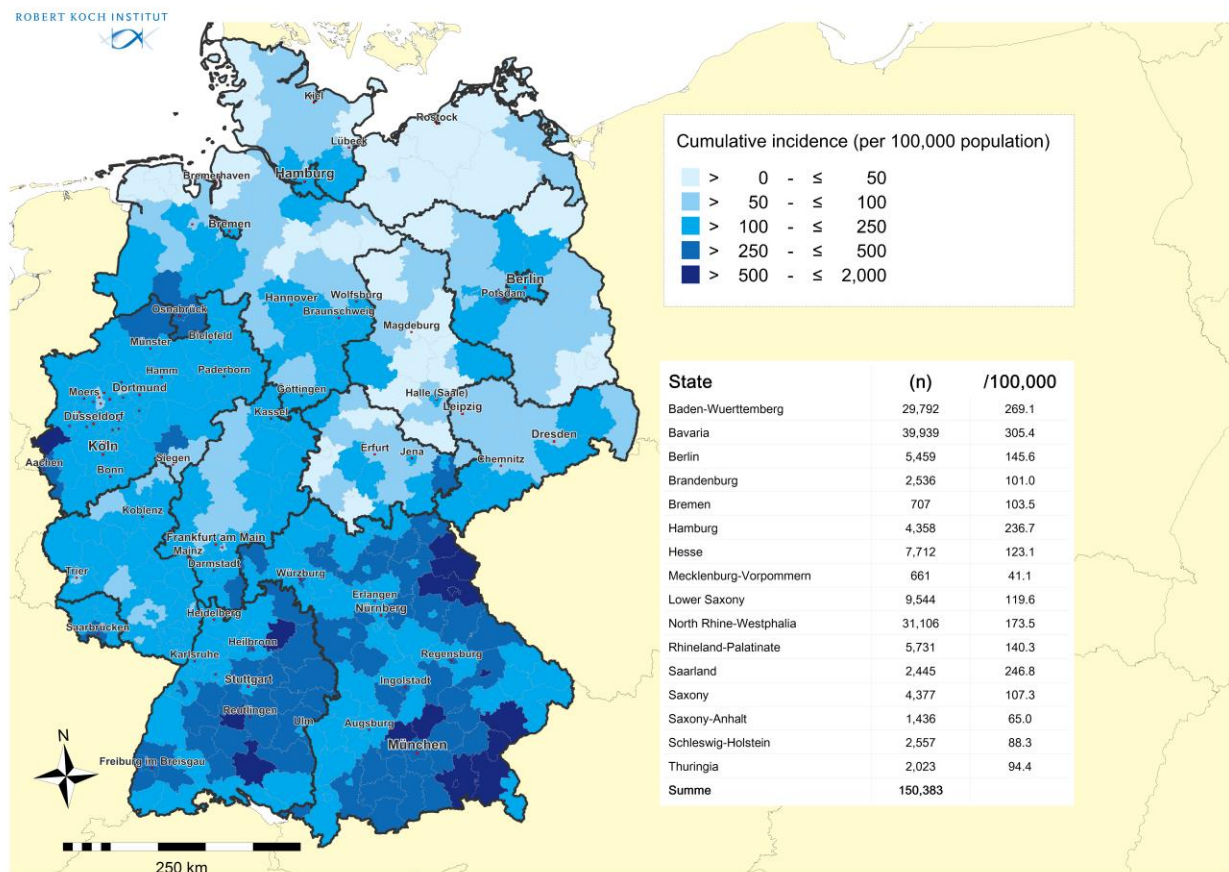 ROBERT KOCH INSTITUT
Kiel
Rostock
Lübeck
Hamburg
Bremerhaven
Bremen
Berlin
Potsdam
Wolfsburg
Hannover
Braunschweig
Osnabrück
Magdeburg
Bielefeld
Münster
Hamm
Paderborn
Göttingen
Halle (Saale)
Moers
Dortmund
Leipzig
Kassel
Düsseldorf
Dresden
Köln
Erfurt
Jena
Aachen
Siegen
Chemnitz
Bonn
Koblenz
Frankfurt am Main
Mainz
Darmstadt
Trier
Würzburg
Erlangen
Nürnberg
Heidelberg
Saarbrücken
Heilbronn
Karlsruhe
Regensburg
Stuttgart
Ingolstadt
Reutlingen
Ulm
Augsburg
München
Freiburg im Breisgau
N
250 km
Cumulative incidence (per 100,000 population)
> 0 - ≤ 50
> 50 - ≤ 100
> 100 - ≤ 250
> 250 - ≤ 500
> 500 - ≤ 2,000
State (n) /100,000
Baden-Wuerttemberg 29,792 269.1
Bavaria 39,939 305.4
Berlin 5,459 145.6
Brandenburg 2,536 101.0
Bremen 707 103.5
Hamburg 4,358 236.7
Hesse 7,712 123.1
Mecklenburg-Vorpommern 661 41.1
Lower Saxony 9,544 119.6
North Rhine-Westphalia 31,106 173.5
Rhineland-Palatinate 5,731 140.3
Saarland 2,445 246.8
Saxony 4,377 107.3
Saxony-Anhalt 1,436 65.0
Schleswig-Holstein 2,557 88.3
Thuringia 2,023 94.4
Summe 150,383